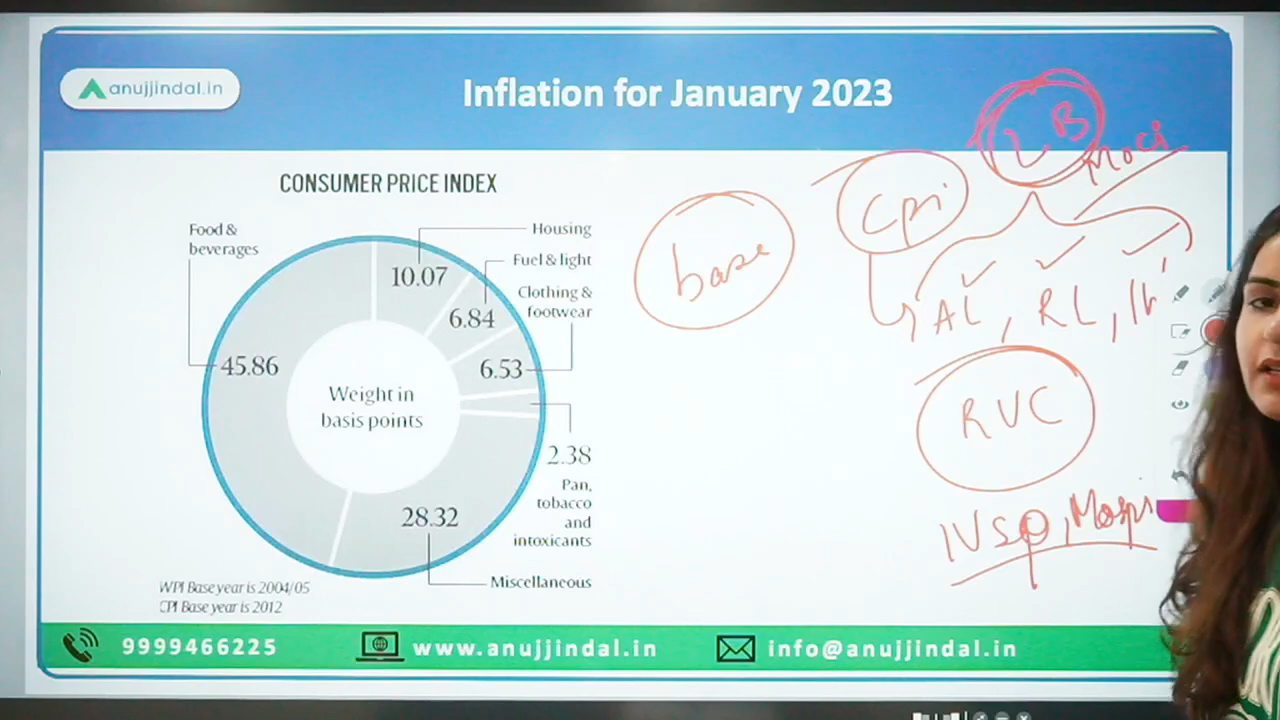 anujjindal.in
Inflation for January 2023
LB
MoCi
CONSUMER PRICE INDEX
Food &
beverages
Housing
Fuel & light
Clothing &
footwear
10.07
6.84
6.53
45.86
Weight in
basis points
2.38
Pan,
tobacco
and
intoxicants
28.32
Miscellaneous
WPI Base year is 2004/05
CPI Base year is 2012
base
Cpi
AL, RL,
RVC
Mospi
9999466225
www.anujjindal.in
info@anujjindal.in